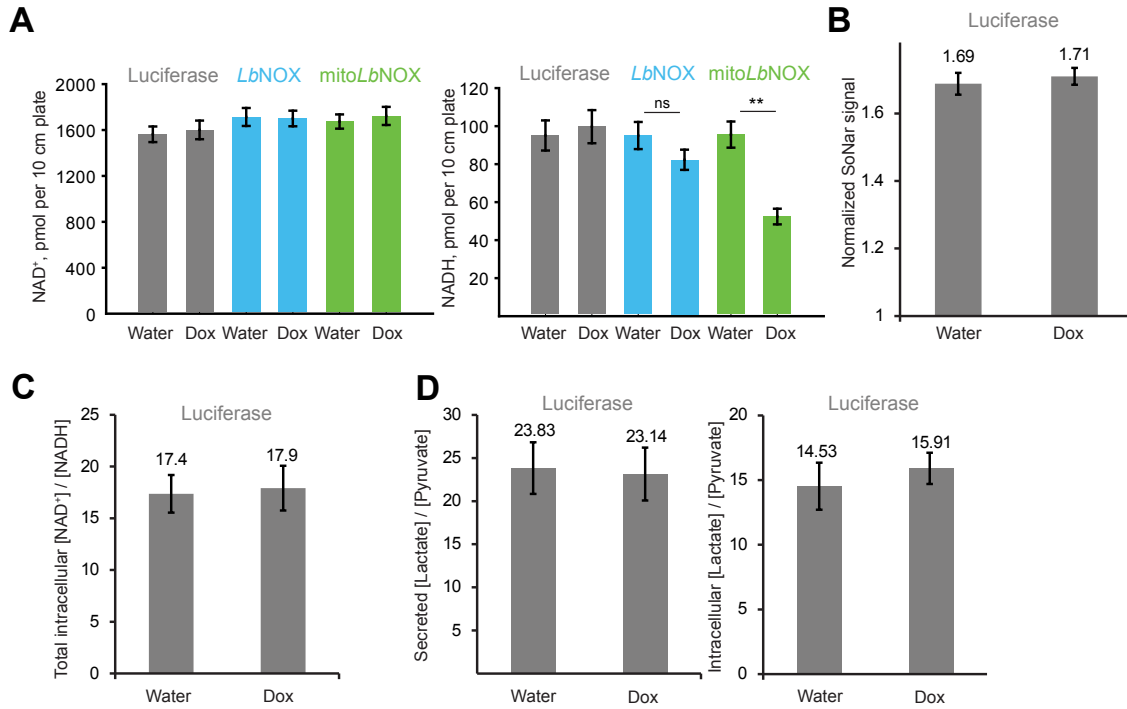 A
Luciferase LbNOX mitoLbNOX
NAD⁺, pmol per 10 cm plate
2000
1600
1200
800
400
0
Water Dox Water Dox Water Dox
Luciferase LbNOX mitoLbNOX
NADH, pmol per 10 cm plate
120
100
80
60
40
20
ns
**
Water Dox Water Dox Water Dox
B
Luciferase
Normalized SoNar signal
1.6
1.4
1.2
1
1.69
1.71
Water Dox
C
Luciferase
Total intracellular [NAD⁺] / [NADH]
25
20
15
10
5
0
17.4
17.9
Water Dox
D
Luciferase
Secreted [Lactate] / [Pyruvate]
30
25
20
15
10
5
23.83
23.14
Water Dox
Luciferase
Intracellular [Lactate] / [Pyruvate]
20
15
10
5
0
14.53
15.91
Water Dox